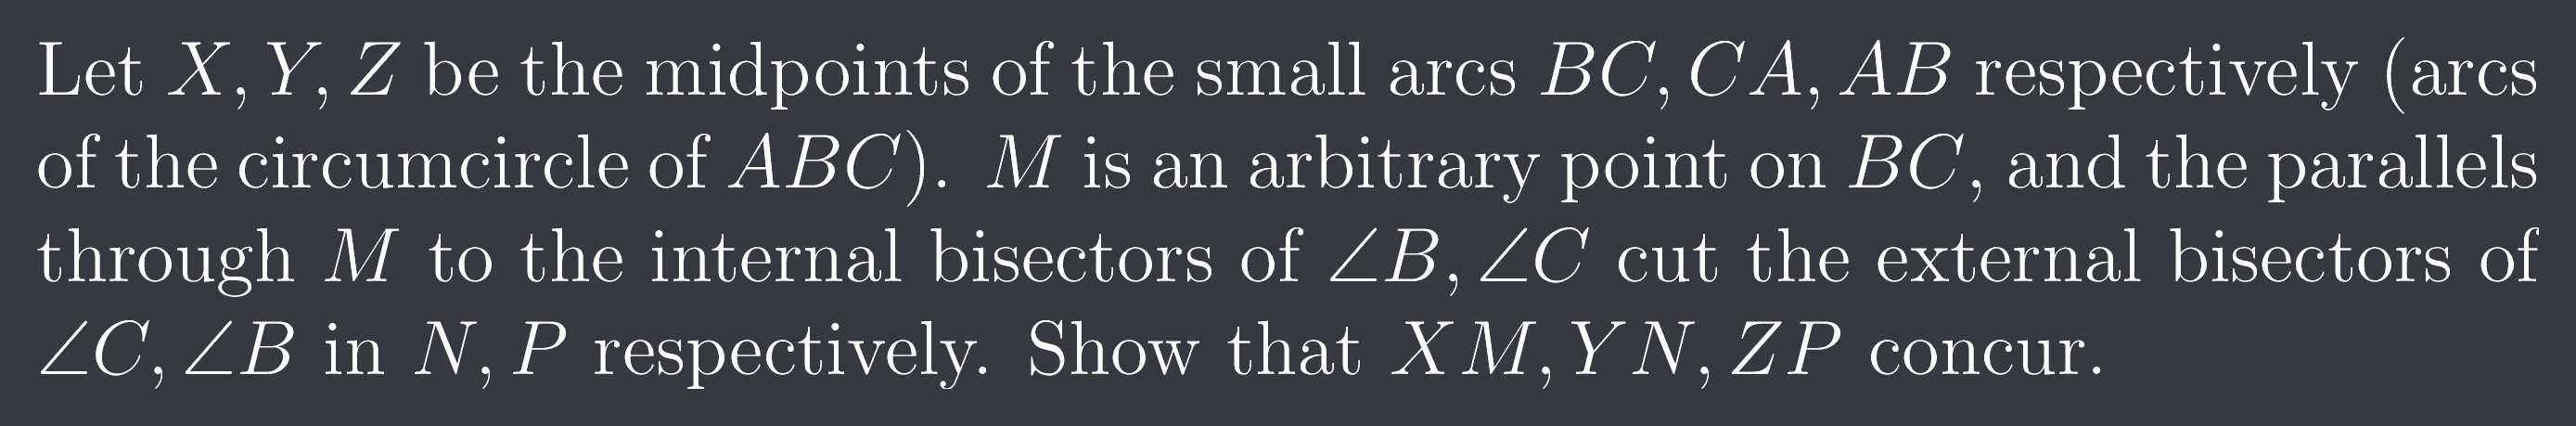 Let X, Y, Z be the midpoints of the small arcs BC, CA, AB respectively (arcs
of the circumcircle of ABC). M is an arbitrary point on BC, and the parallels
through M to the internal bisectors of ∠B, ∠C cut the external bisectors of
∠C, ∠B in N, P respectively. Show that XM, YN, ZP concur.